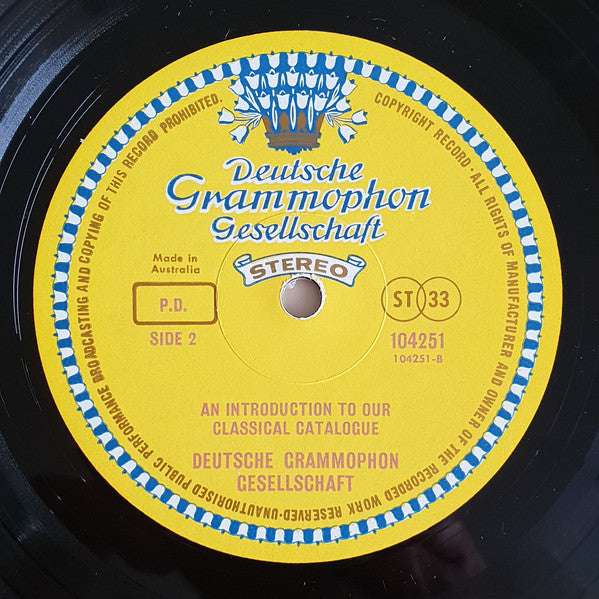 COPYRIGHT RECORD · ALL RIGHTS OF MANUFACTURER AND OWNER OF THE RECORDED WORK RESERVED-UNAUTHORISED PUBLIC PERFORMANCE BROADCASTING AND COPYING OF THIS RECORD PROHIBITED.
Deutsche
Grammophon
Gesellschaft
STEREO
Made in
Australia
P.D.
SIDE 2
ST 33
104251
104251-B
AN INTRODUCTION TO OUR
CLASSICAL CATALOGUE
DEUTSCHE GRAMMOPHON
GESELLSCHAFT